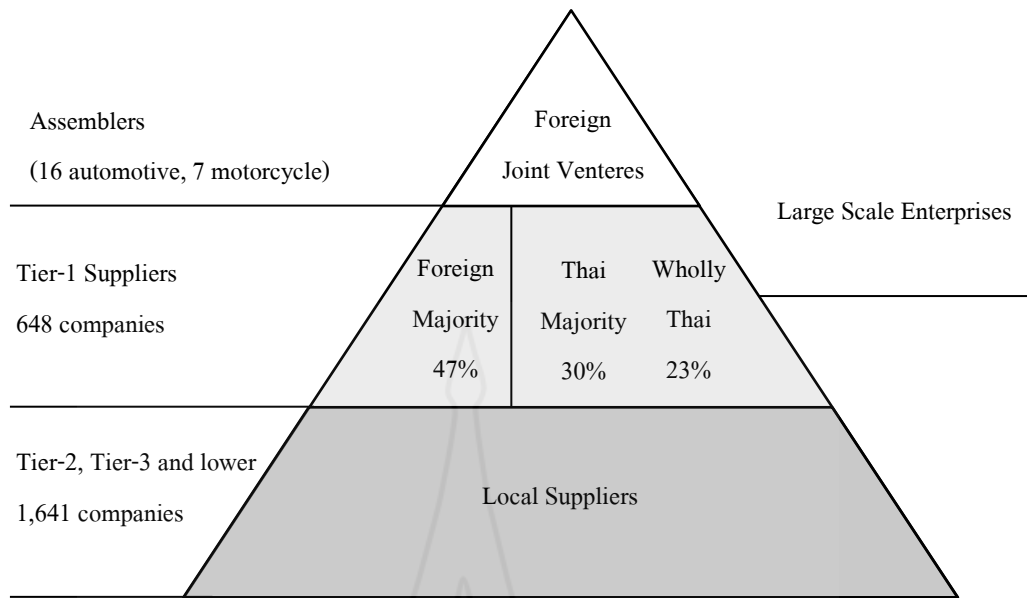 Assemblers
(16 automotive, 7 motorcycle)
Foreign
Joint Venteres
Large Scale Enterprises
Tier-1 Suppliers
648 companies
Foreign
Majority
47%
Thai
Majority
30%
Wholly
Thai
23%
Tier-2, Tier-3 and lower
1,641 companies
Local Suppliers